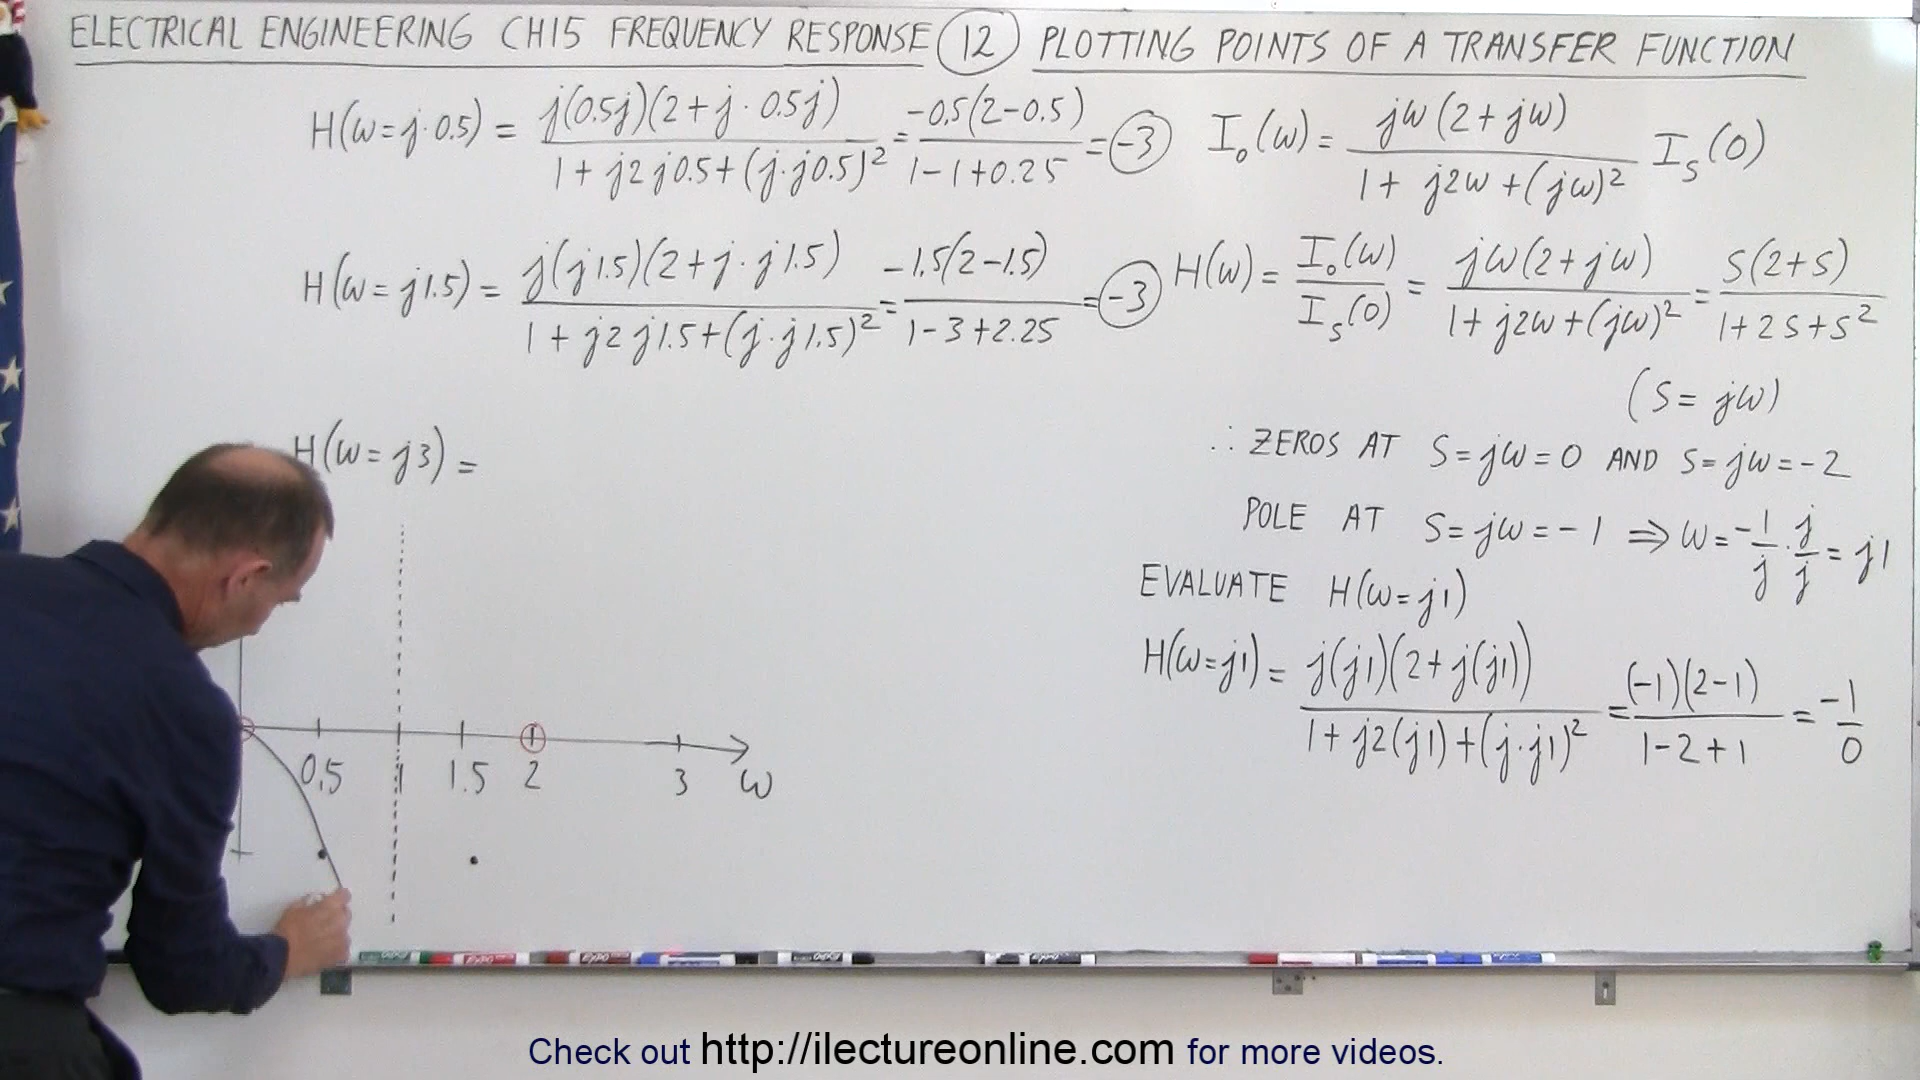 ELECTRICAL ENGINEERING CH15 FREQUENCY RESPONSE (12) PLOTTING POINTS OF A TRANSFER FUNCTION
H(ω=j·0.5) = j(0.5j)(2+j·0.5j) / 1+j2j0.5+(j·j0.5)² = -0.5(2-0.5) / 1-1+0.25 = -3
I₀(ω) = jω(2+jω) / 1+j2ω+(jω)² Iₛ(0)
H(ω=j1.5) = j(j1.5)(2+j·j1.5) / 1+j2j1.5+(j·j1.5)² = -1.5(2-1.5) / 1-3+2.25 = -3
H(ω) = I₀(ω) / Iₛ(0) = jω(2+jω) / 1+j2ω+(jω)² = S(2+S) / 1+2S+S²
(S=jω)
H(ω=j3) =
∴ ZEROS AT S=jω=0 AND S=jω=-2
POLE AT S=jω=-1 ⇒ ω=-1/j·j/j=j1
EVALUATE H(ω=j1)
H(ω=j1) = j(j1)(2+j(j1)) / 1+j2(j1)+(j·j1)² = (-1)(2-1) / 1-2+1 = -1/0
0.5 1 1.5 2 3 ω
Check out http://ilectureonline.com for more videos.